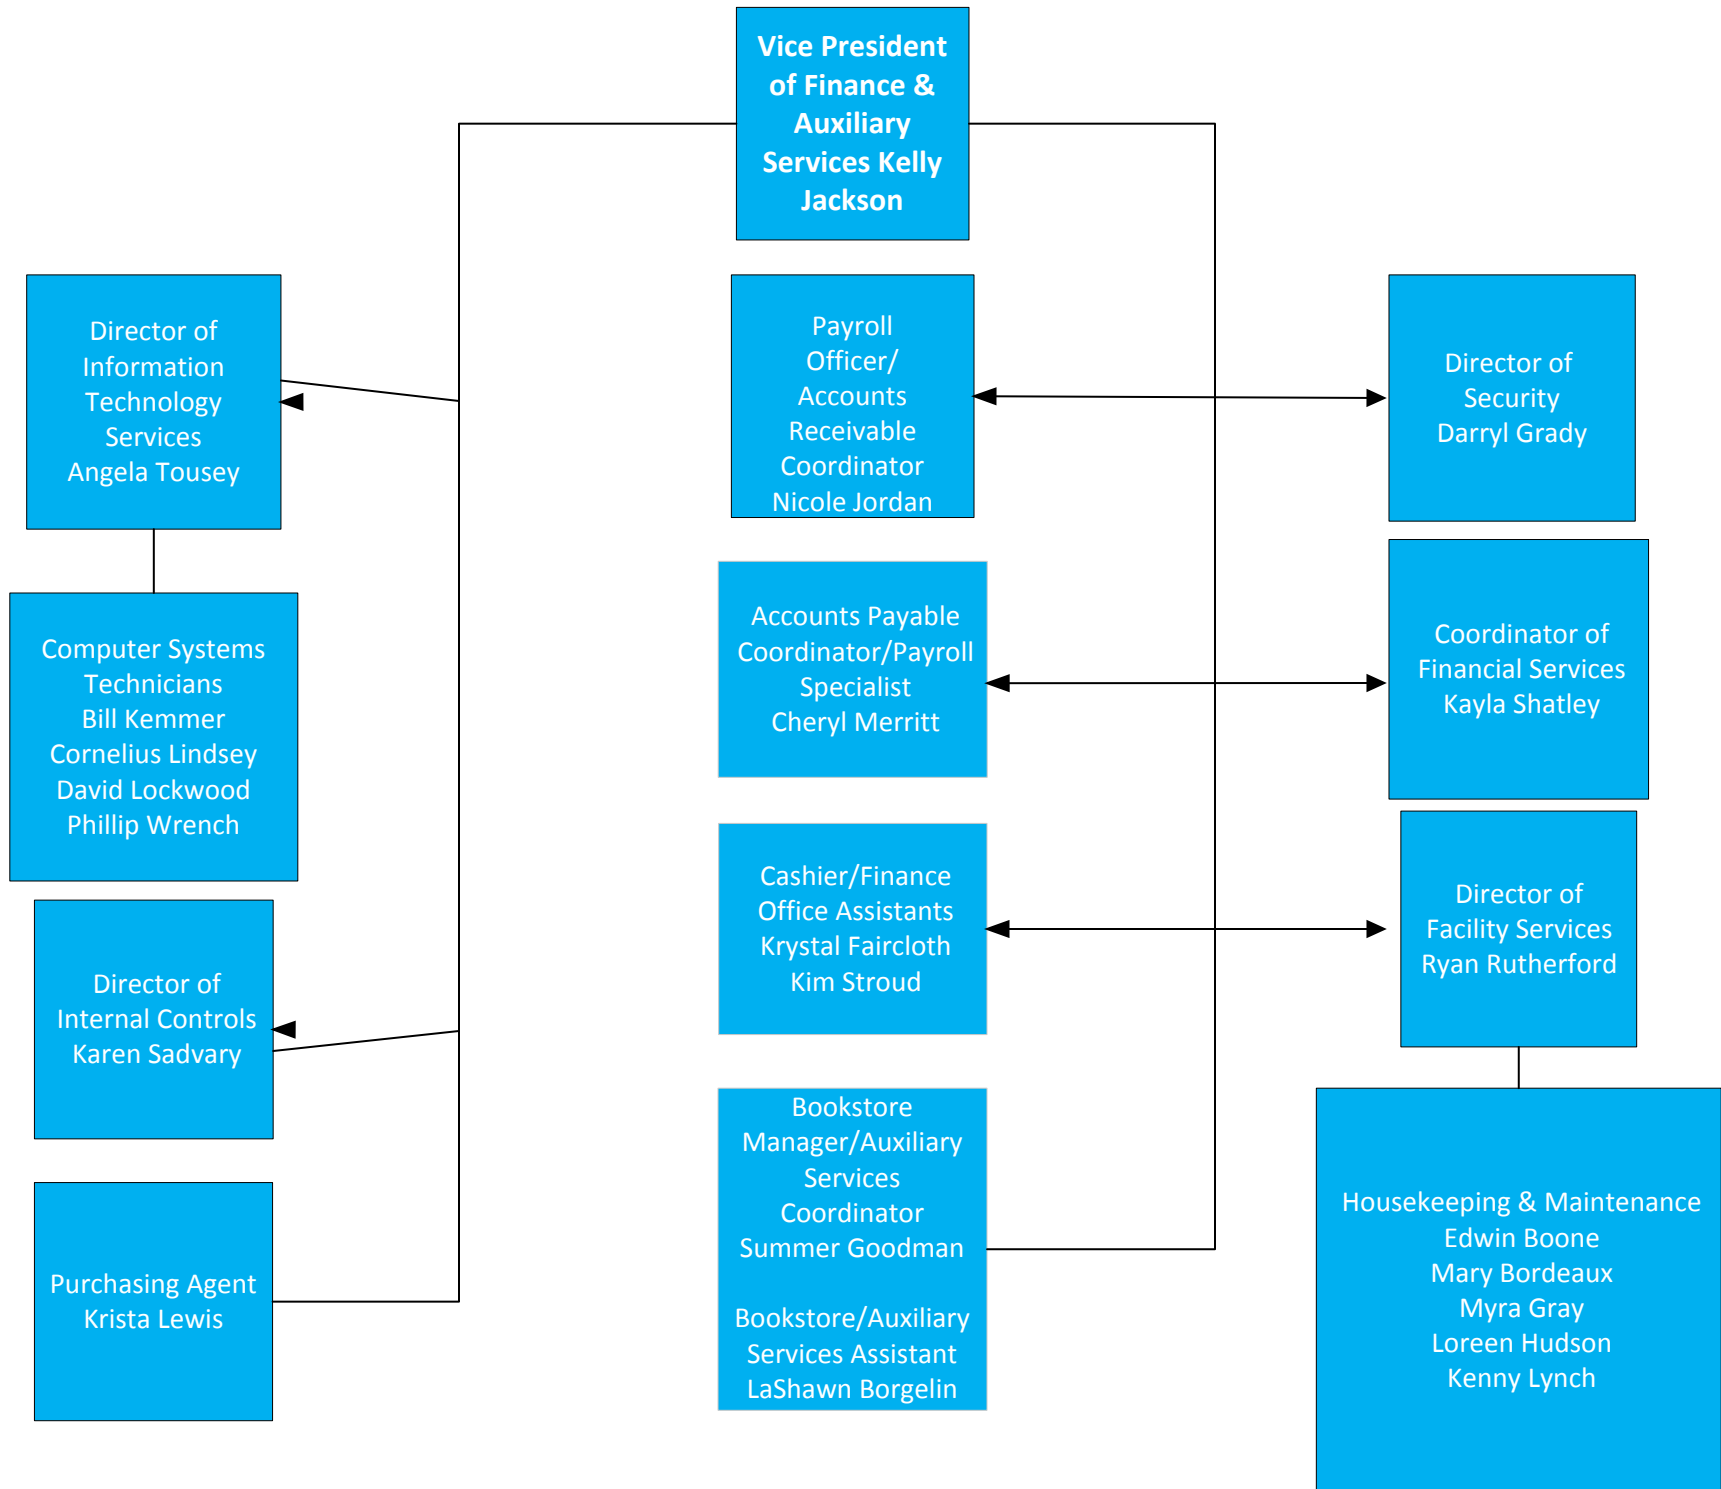 Vice President
of Finance &
Auxiliary
Services Kelly
Jackson
Director of
Information
Technology
Services
Angela Tousey
Computer Systems
Technicians
Bill Kemmer
Cornelius Lindsey
David Lockwood
Phillip Wrench
Director of
Internal Controls
Karen Sadvary
Purchasing Agent
Krista Lewis
Payroll
Officer/
Accounts
Receivable
Coordinator
Nicole Jordan
Accounts Payable
Coordinator/Payroll
Specialist
Cheryl Merritt
Cashier/Finance
Office Assistants
Krystal Faircloth
Kim Stroud
Bookstore
Manager/Auxiliary
Services
Coordinator
Summer Goodman
Bookstore/Auxiliary
Services Assistant
LaShawn Borgelin
Director of
Security
Darryl Grady
Coordinator of
Financial Services
Kayla Shatley
Director of
Facility Services
Ryan Rutherford
Housekeeping & Maintenance
Edwin Boone
Mary Bordeaux
Myra Gray
Loreen Hudson
Kenny Lynch